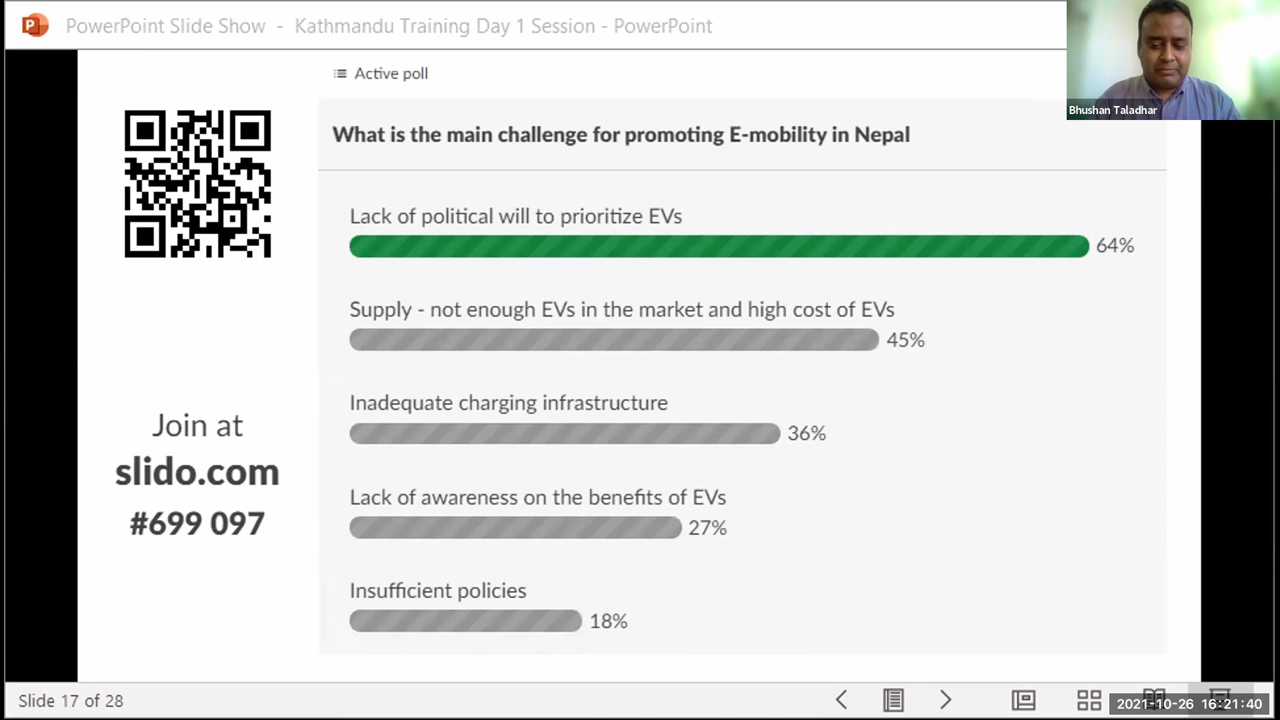 PowerPoint Slide Show - Kathmandu Training Day 1 Session - PowerPoint
Bhushan Taladhar
Active poll
What is the main challenge for promoting E-mobility in Nepal
Lack of political will to prioritize EVs
64%
Supply - not enough EVs in the market and high cost of EVs
45%
Inadequate charging infrastructure
36%
Lack of awareness on the benefits of EVs
27%
Insufficient policies
18%
Join at
slido.com
#699 097
Slide 17 of 28
2021-10-26 16:21:40